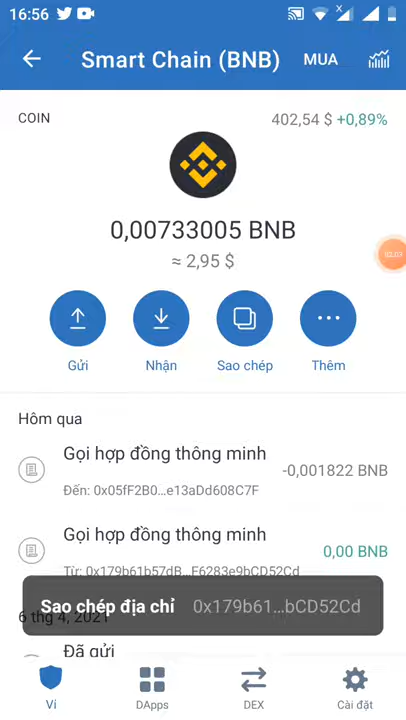 16:56
Smart Chain (BNB) MUA
COIN 402,54 $ +0,89%
0,00733005 BNB
≈ 2,95 $
Gửi Nhận Sao chép Thêm
Hôm qua
Gọi hợp đồng thông minh -0,001822 BNB
Đến: 0x05fF2B0...e13aDd608C7F
Gọi hợp đồng thông minh 0,00 BNB
Từ: 0x179b61b57dB...F6283e9bCD52Cd
Sao chép địa chỉ 0x179b61...bCD52Cd
6 thg 4, 2021
Đã gửi
Ví DApps DEX Cài đặt